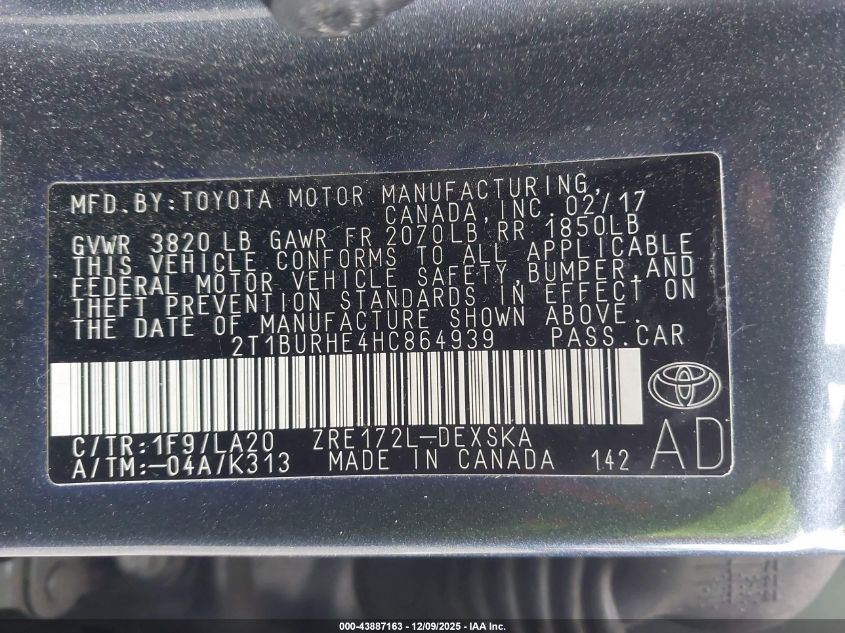 MFD.BY:TOYOTA MOTOR MANUFACTURING,
CANADA,INC. 02/17
GVWR 3820 LB GAWR FR 2070LB RR 1850LB
THIS VEHICLE CONFORMS TO ALL APPLICABLE
FEDERAL MOTOR VEHICLE SAFETY,BUMPER,AND
THEFT PREVENTION STANDARDS IN EFFECT ON
THE DATE OF MANUFACTURE SHOWN ABOVE.
2T1BURHE4HC864939 PASS.CAR
C/TR:1F9/LA20 ZRE172L-DEXSKA
A/TM:-04A/K313 MADE IN CANADA 142 AD
000-43887163 - 12/09/2025 - IAA Inc.